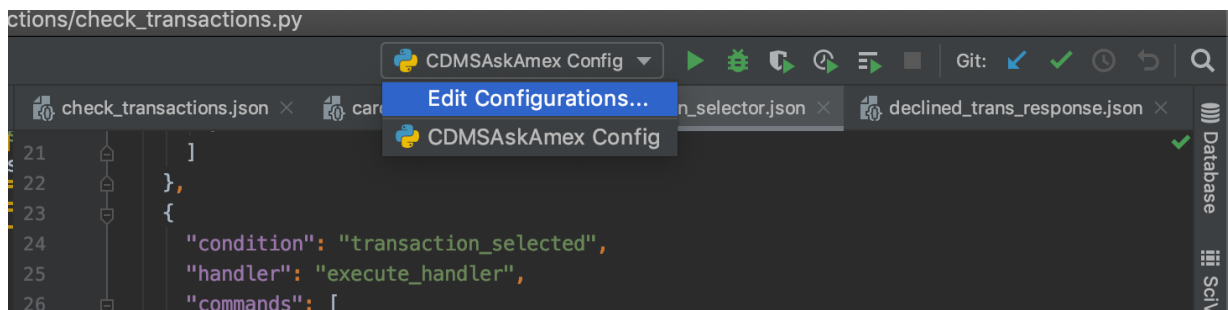 ctions/check_transactions.py
CDMSAskAmex Config
Git:
check_transactions.json
Edit Configurations...
n_selector.json
declined_trans_response.json
CDMSAskAmex Config
21 ]
22 },
23 {
24 "condition": "transaction_selected",
25 "handler": "execute_handler",
26 "commands": [
Database